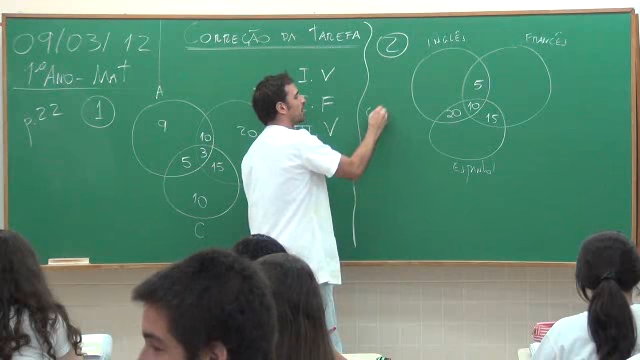 09/03/12
1º Ano - Mat
p.22
1
A
9
10
20
5
3
15
10
C
CORREÇÃO DA TAREFA
I. V
F
V
2
INGLÊS
FRANCÊS
5
20
10
15
Espanhol